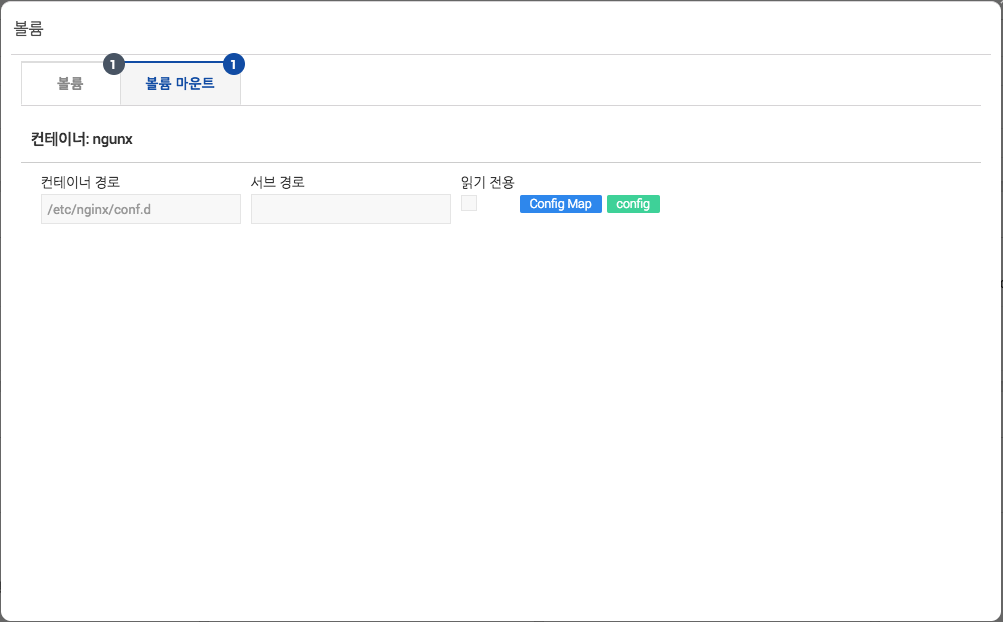 볼륨
볼륨 1 볼륨 마운트 1
컨테이너: ngunx
컨테이너 경로 서브 경로 읽기 전용
/etc/nginx/conf.d Config Map config